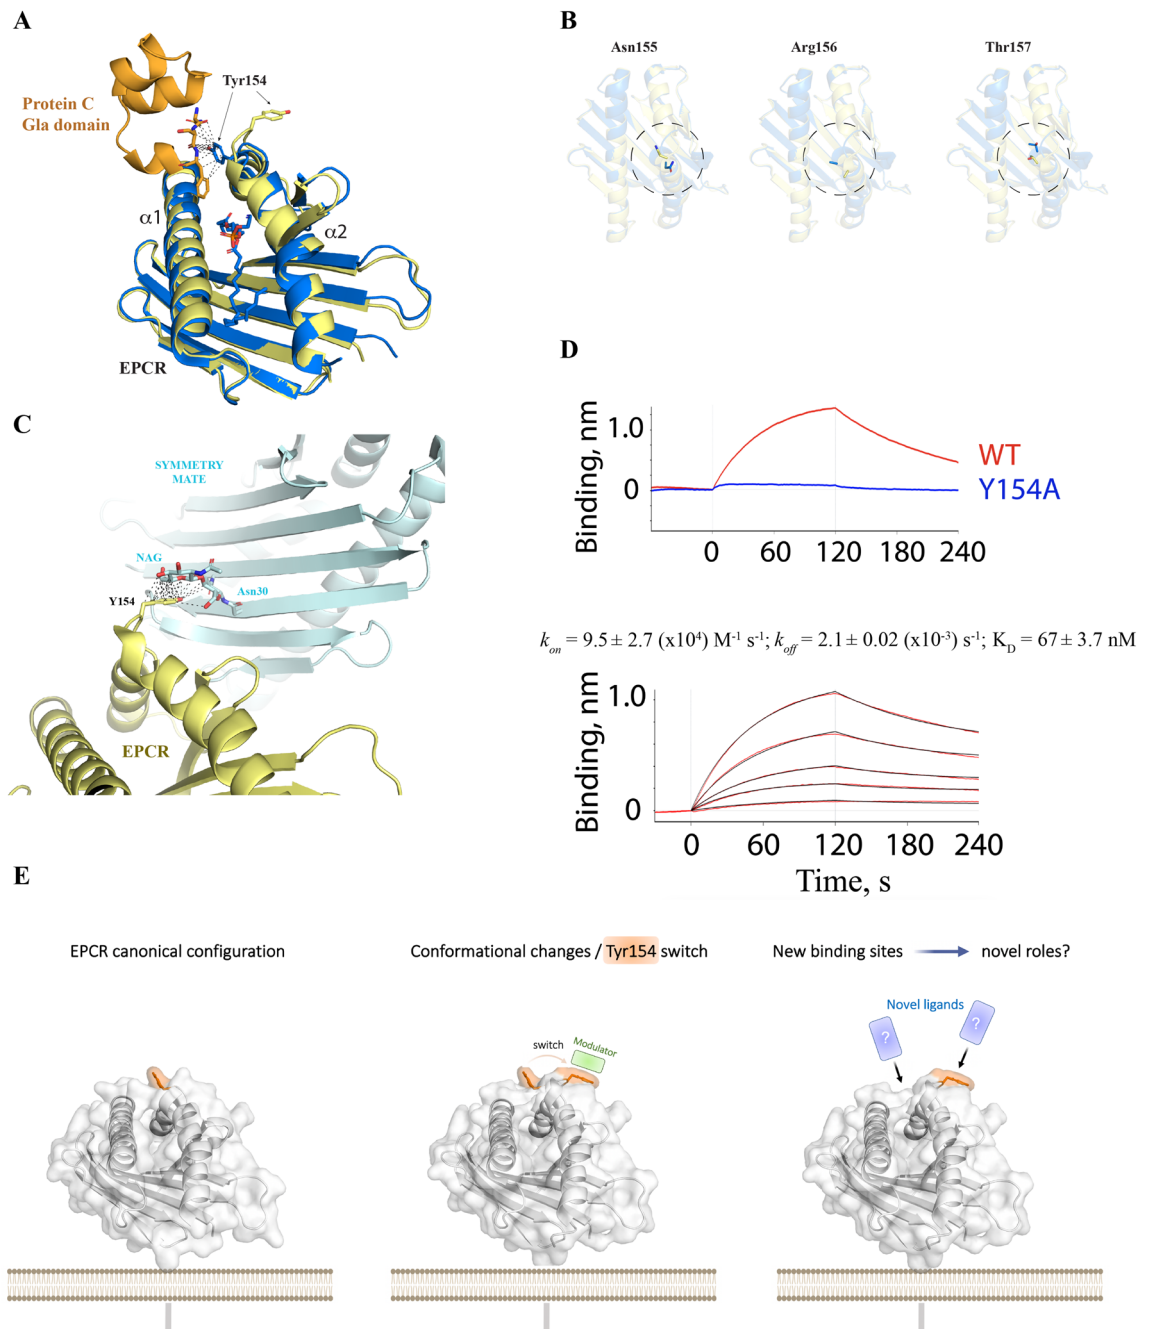 A
Protein C
Gla domain
Tyr154
α1
α2
EPCR
B
Asn155
Arg156
Thr157
C
SYMMETRY
MATE
NAG
Asn30
Y154
EPCR
D
Binding, nm
1.0
0
WT
Y154A
0 60 120 180 240
k_on = 9.5 ± 2.7 (x10⁴) M⁻¹ s⁻¹; k_off = 2.1 ± 0.02 (x10⁻³) s⁻¹; K_D = 67 ± 3.7 nM
Binding, nm
1.0
0
0 60 120 180 240
Time, s
E
EPCR canonical configuration
Conformational changes / Tyr154 switch
New binding sites novel roles?
switch
Modulator
Novel ligands
?
?